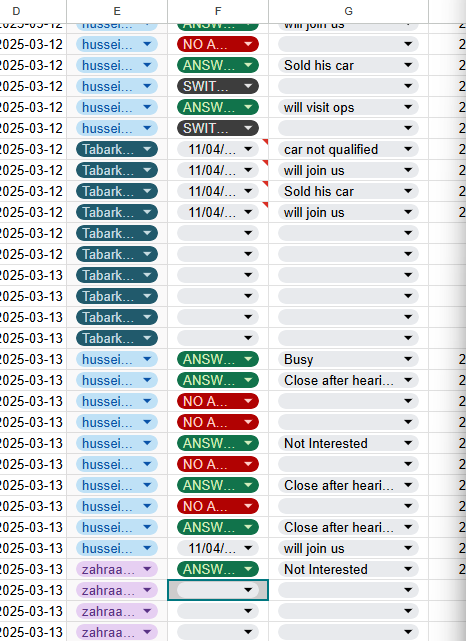 D E F G
2025-03-12 hussei... ANSW... will join us 2
2025-03-12 hussei... NO A... 2
2025-03-12 hussei... ANSW... Sold his car 2
2025-03-12 hussei... SWIT... 2
2025-03-12 hussei... ANSW... will visit ops 2
2025-03-12 hussei... SWIT... 2
2025-03-12 Tabark... 11/04/... car not qualified 2
2025-03-12 Tabark... 11/04/... will join us 2
2025-03-12 Tabark... 11/04/... Sold his car 2
2025-03-12 Tabark... 11/04/... will join us 2
2025-03-12 Tabark...
2025-03-12 Tabark...
2025-03-13 Tabark...
2025-03-13 Tabark...
2025-03-13 Tabark...
2025-03-13 Tabark...
2025-03-13 hussei... ANSW... Busy 2
2025-03-13 hussei... ANSW... Close after heari... 2
2025-03-13 hussei... NO A... 2
2025-03-13 hussei... NO A... 2
2025-03-13 hussei... ANSW... Not Interested 2
2025-03-13 hussei... NO A... 2
2025-03-13 hussei... ANSW... Close after heari... 2
2025-03-13 hussei... NO A... 2
2025-03-13 hussei... ANSW... Close after heari... 2
2025-03-13 hussei... 11/04/... will join us 2
2025-03-13 zahraa... ANSW... Not Interested 2
2025-03-13 zahraa...
2025-03-13 zahraa...
2025-03-13 zahraa...